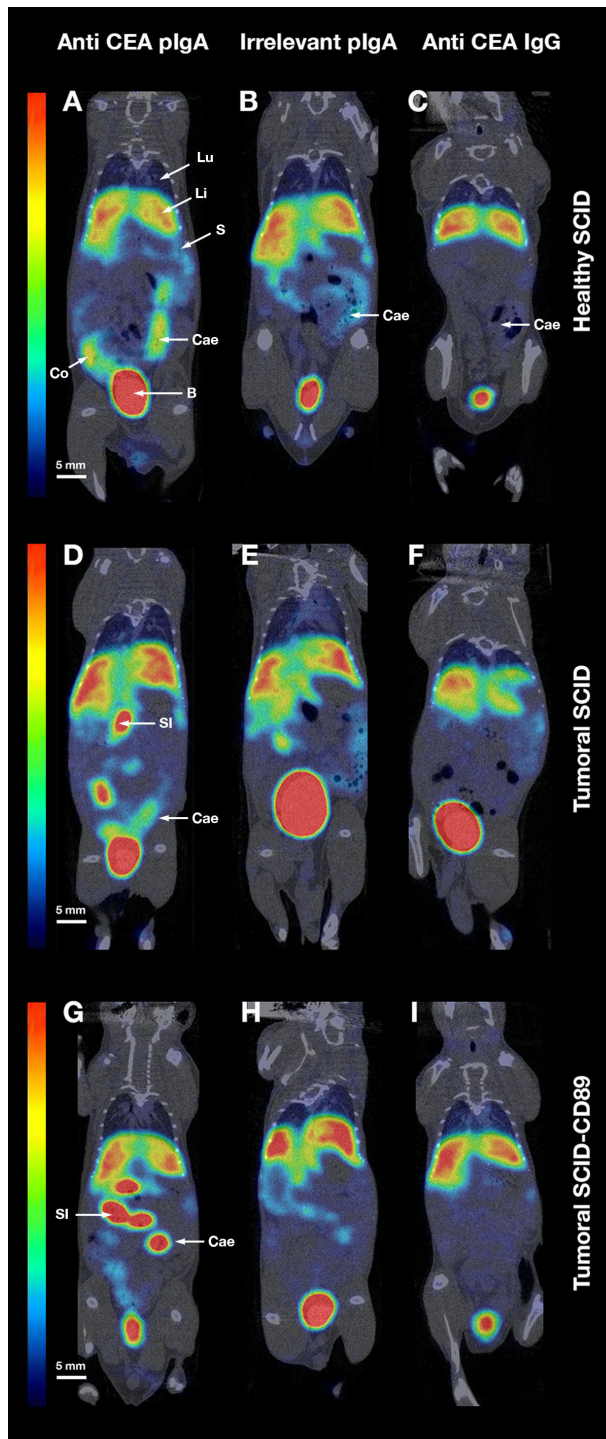 Anti CEA pIgA Irrelevant pIgA Anti CEA IgG
A B C
Lu
Li
S
Cae
Cae
Cae
Co
B
5 mm
Healthy SCID
D E F
SI
Cae
5 mm
Tumoral SCID
G H I
SI
Cae
5 mm
Tumoral SCID-CD89